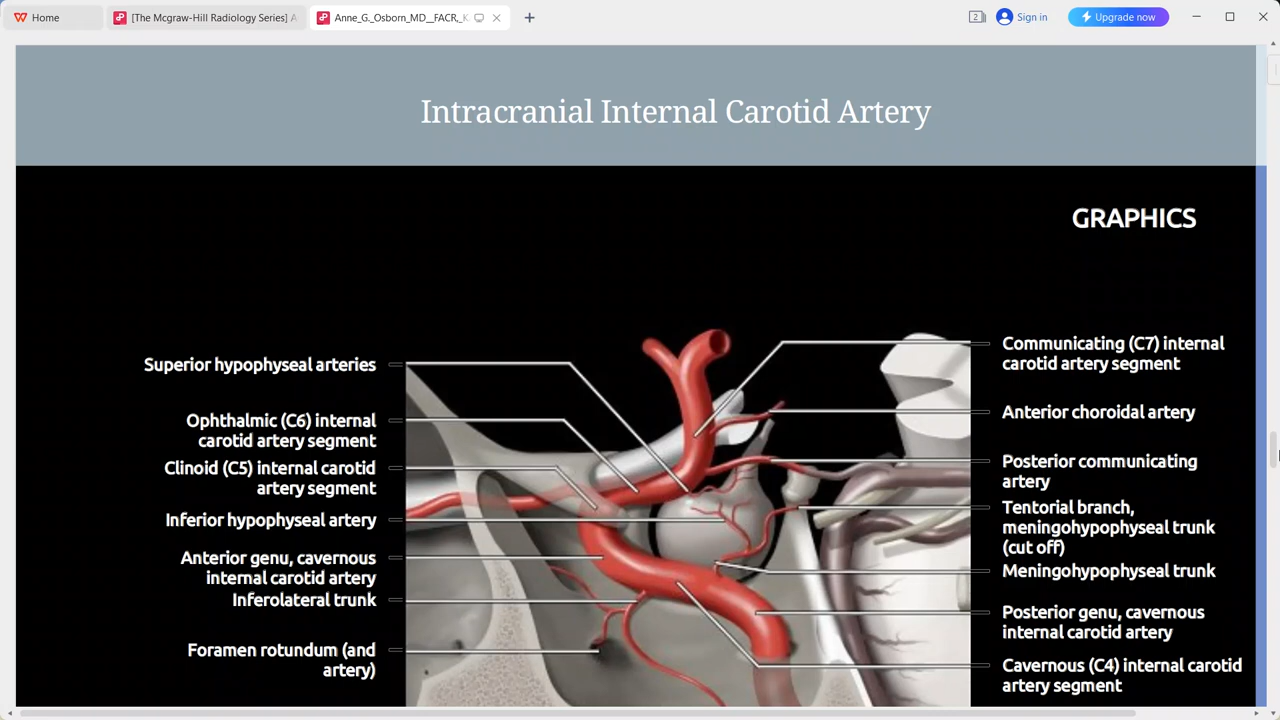 Home
[The Mcgraw-Hill Radiology Series] A
Anne_G._Osborn_MD__FACR,_K
2
Sign in
Upgrade now
Intracranial Internal Carotid Artery
GRAPHICS
Superior hypophyseal arteries
Ophthalmic (C6) internal
carotid artery segment
Clinoid (C5) internal carotid
artery segment
Inferior hypophyseal artery
Anterior genu, cavernous
internal carotid artery
Inferolateral trunk
Foramen rotundum (and
artery)
Communicating (C7) internal
carotid artery segment
Anterior choroidal artery
Posterior communicating
artery
Tentorial branch,
meningohypophyseal trunk
(cut off)
Meningohypophyseal trunk
Posterior genu, cavernous
internal carotid artery
Cavernous (C4) internal carotid
artery segment